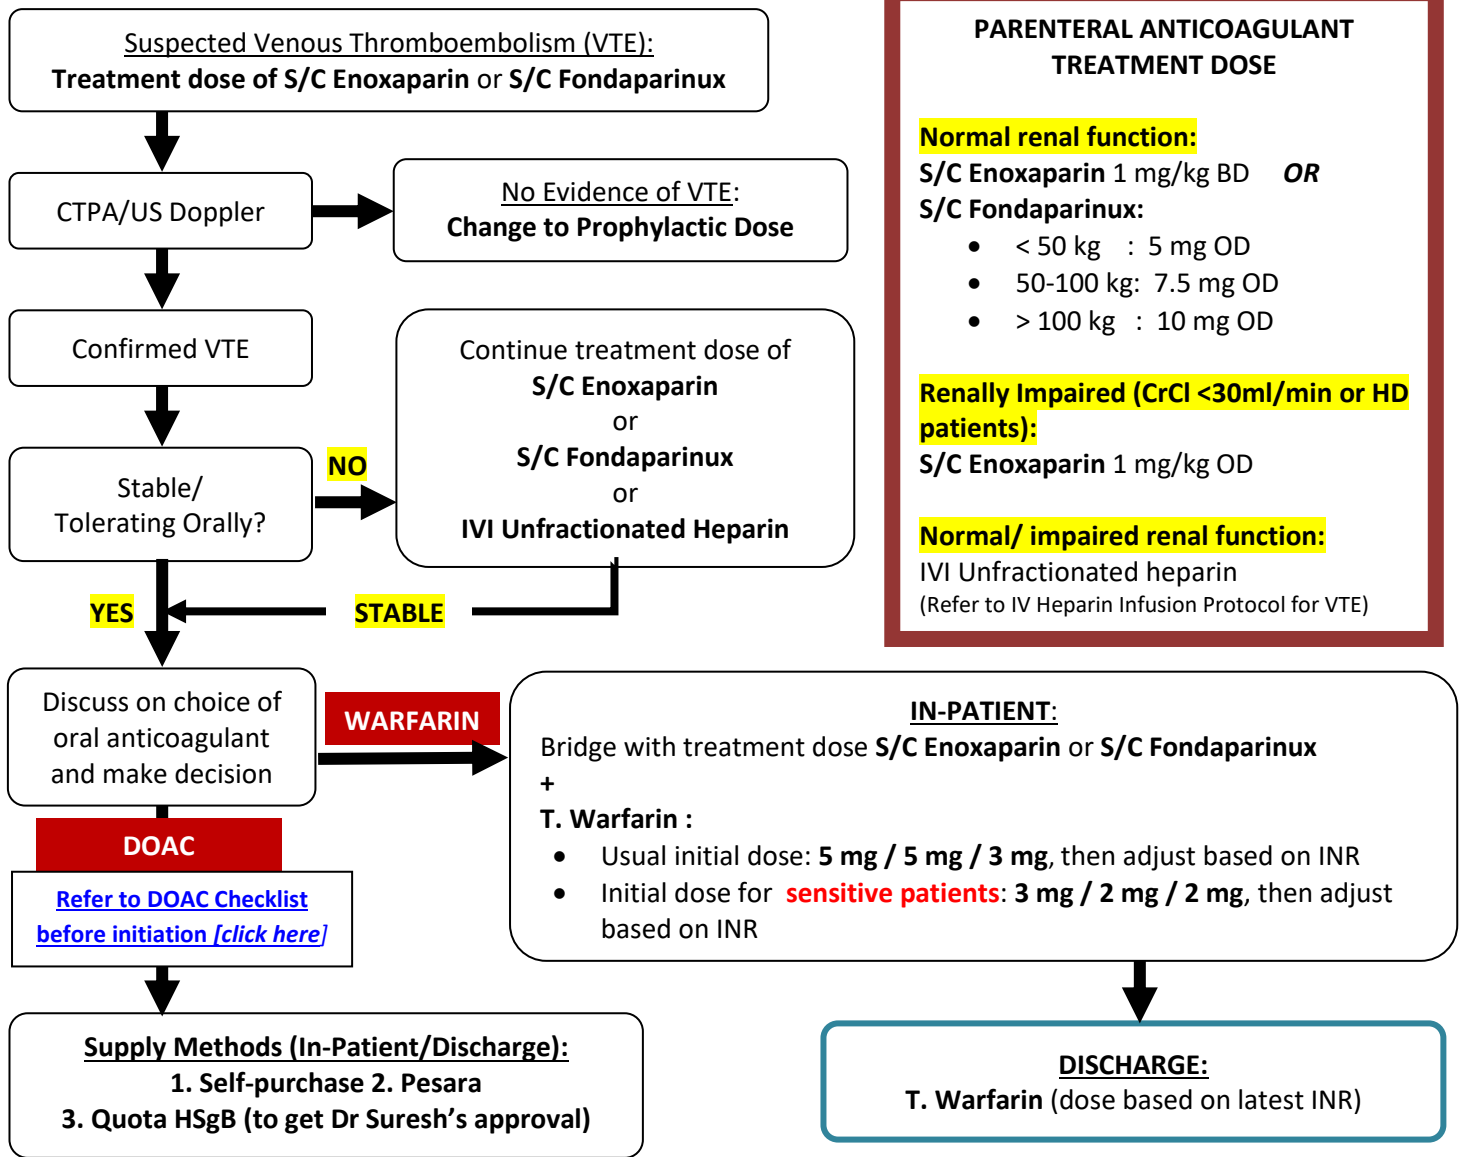 Suspected Venous Thromboembolism (VTE):
Treatment dose of S/C Enoxaparin or S/C Fondaparinux
CTPA/US Doppler
No Evidence of VTE:
Change to Prophylactic Dose
Confirmed VTE
Stable/
Tolerating Orally?
NO
Continue treatment dose of
S/C Enoxaparin
or
S/C Fondaparinux
or
IVI Unfractionated Heparin
YES
STABLE
PARENTERAL ANTICOAGULANT
TREATMENT DOSE
Normal renal function:
S/C Enoxaparin 1 mg/kg BD OR
S/C Fondaparinux:
• < 50 kg : 5 mg OD
• 50-100 kg: 7.5 mg OD
• > 100 kg : 10 mg OD
Renally Impaired (CrCl <30ml/min or HD
patients):
S/C Enoxaparin 1 mg/kg OD
Normal/ impaired renal function:
IVI Unfractionated heparin
(Refer to IV Heparin Infusion Protocol for VTE)
Discuss on choice of
oral anticoagulant
and make decision
WARFARIN
IN-PATIENT:
Bridge with treatment dose S/C Enoxaparin or S/C Fondaparinux
+
T. Warfarin :
• Usual initial dose: 5 mg / 5 mg / 3 mg, then adjust based on INR
• Initial dose for sensitive patients: 3 mg / 2 mg / 2 mg, then adjust
based on INR
DOAC
Refer to DOAC Checklist
before initiation [click here]
Supply Methods (In-Patient/Discharge):
1. Self-purchase 2. Pesara
3. Quota HSgB (to get Dr Suresh’s approval)
DISCHARGE:
T. Warfarin (dose based on latest INR)